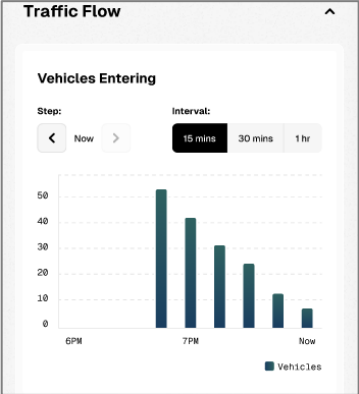 Traffic Flow
Vehicles Entering
Step:
Interval:
Now
15 mins
30 mins
1 hr
50
40
30
20
10
0
6PM
7PM
Now
Vehicles